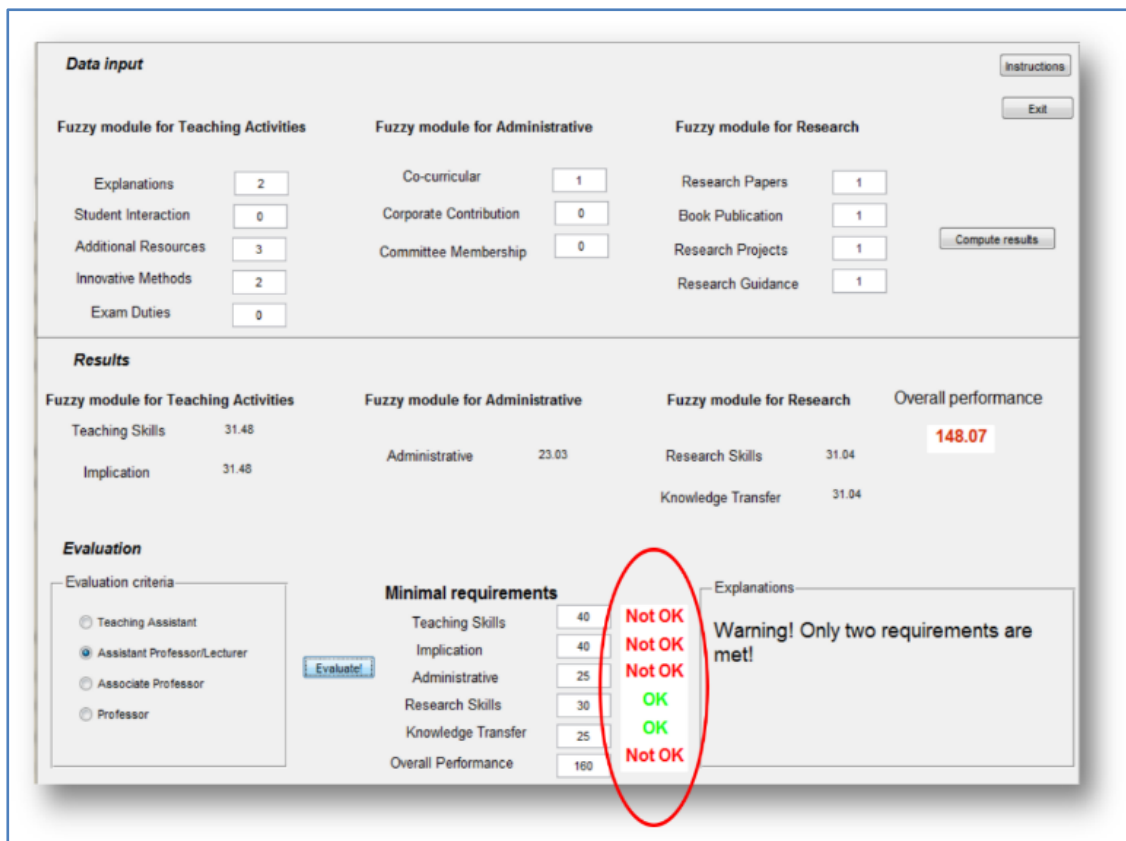 Data input
Instructions
Exit
Fuzzy module for Teaching Activities
Fuzzy module for Administrative
Fuzzy module for Research
Explanations 2
Student Interaction 0
Additional Resources 3
Innovative Methods 2
Exam Duties 0
Co-curricular 1
Corporate Contribution 0
Committee Membership 0
Research Papers 1
Book Publication 1
Research Projects 1
Research Guidance 1
Compute results
Results
Fuzzy module for Teaching Activities
Teaching Skills 31.48
Implication 31.48
Fuzzy module for Administrative
Administrative 23.03
Fuzzy module for Research
Research Skills 31.04
Knowledge Transfer 31.04
Overall performance
148.07
Evaluation
Evaluation criteria
Teaching Assistant
Assistant Professor/Lecturer
Associate Professor
Professor
Evaluate!
Minimal requirements
Teaching Skills 40 Not OK
Implication 40 Not OK
Administrative 25 Not OK
Research Skills 30 OK
Knowledge Transfer 25 OK
Overall Performance 160 Not OK
Explanations
Warning! Only two requirements are
met!